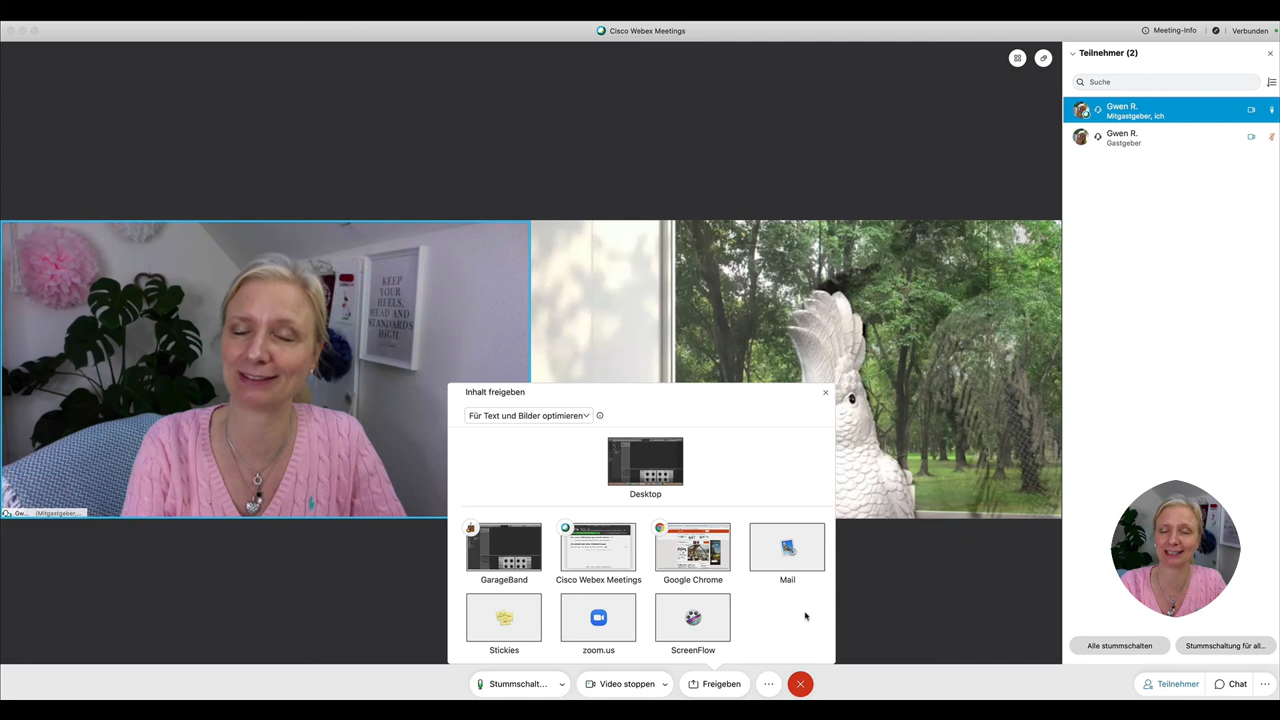 Cisco Webex Meetings
Meeting-Info
Verbunden
Teilnehmer (2)
Suche
Gwen R.
Mitgastgeber, ich
Gwen R.
Gastgeber
KEEP
YOUR
HEELS,
HEAD AND
STANDARDS
HIGH
Gw... (Mitgastgeber,...
Inhalt freigeben
Für Text und Bilder optimieren
Desktop
GarageBand
Cisco Webex Meetings
Google Chrome
Mail
Stickies
zoom.us
ScreenFlow
Alle stummschalten
Stummschaltung für all...
Stummschalt...
Video stoppen
Freigeben
Teilnehmer
Chat